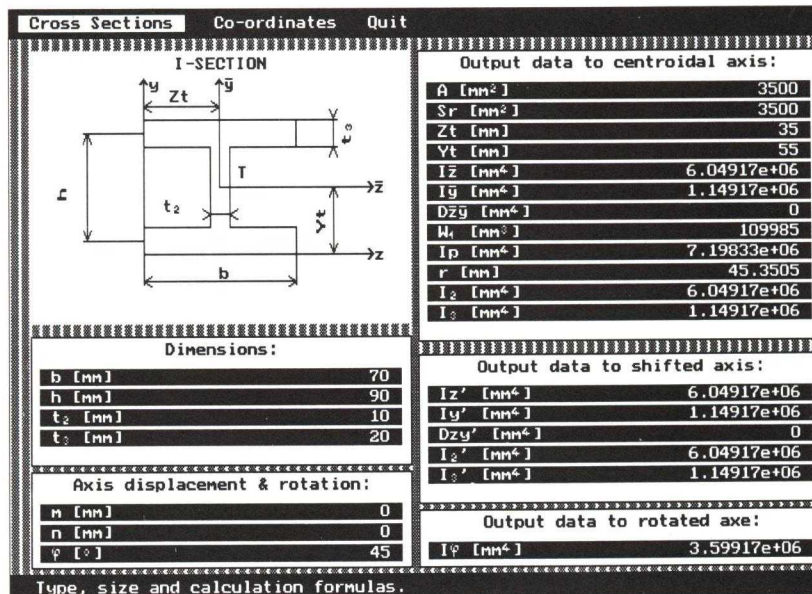 Cross Sections Co-ordinates Quit
I-SECTION
y ȳ
Zt
t₃
h
T
z̄
t₂
Yt
z
b
Dimensions:
b [mm] 70
h [mm] 90
t₂ [mm] 10
t₃ [mm] 20
Axis displacement & rotation:
m [mm] 0
n [mm] 0
φ [°] 45
Output data to centroidal axis:
A [mm²] 3500
Sr [mm²] 3500
Zt [mm] 35
Yt [mm] 55
Iz̄ [mm⁴] 6.04917e+06
Iȳ [mm⁴] 1.14917e+06
Dz̄ȳ [mm⁴] 0
W₁ [mm³] 109985
Ip [mm⁴] 7.19833e+06
r [mm] 45.3505
I₂ [mm⁴] 6.04917e+06
I₃ [mm⁴] 1.14917e+06
Output data to shifted axis:
Iz' [mm⁴] 6.04917e+06
Iy' [mm⁴] 1.14917e+06
Dzy' [mm⁴] 0
I₂' [mm⁴] 6.04917e+06
I₃' [mm⁴] 1.14917e+06
Output data to rotated axe:
Iφ [mm⁴] 3.59917e+06
Type, size and calculation formulas.